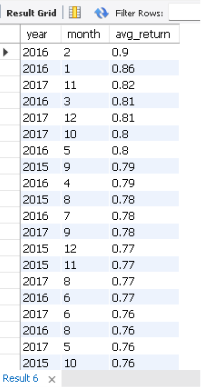 Result Grid Filter Rows:
year month avg_return
2016 2 0.9
2016 1 0.86
2017 11 0.82
2016 3 0.81
2017 12 0.81
2017 10 0.8
2016 5 0.8
2015 9 0.79
2016 4 0.79
2015 8 0.78
2016 7 0.78
2017 9 0.78
2015 12 0.77
2015 11 0.77
2017 8 0.77
2016 6 0.77
2017 6 0.76
2016 8 0.76
2017 5 0.76
2015 10 0.76
Result 6